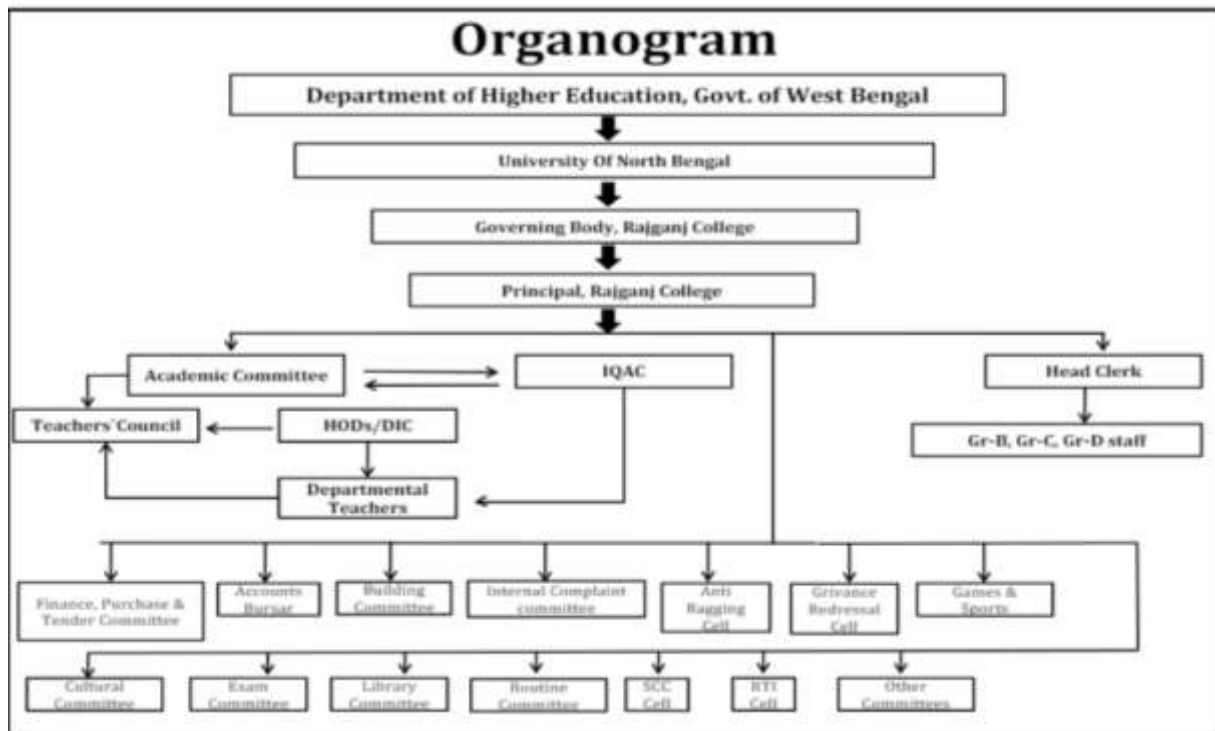 Organogram
Department of Higher Education, Govt. of West Bengal
University Of North Bengal
Governing Body, Rajganj College
Principal, Rajganj College
Academic Committee
IQAC
Head Clerk
Teachers`Council
HODs/DIC
Gr-B, Gr-C, Gr-D staff
Departmental
Teachers
Finance, Purchase &
Tender Committee
Accounts
Bursar
Building
Committee
Internal Complaint
committee
Anti
Ragging
Cell
Grivance
Redressal
Cell
Games &
Sports
Cultural
Committee
Exam
Committee
Library
Committee
Routine
Committee
SCC
Cell
RTI
Cell
Other
Committees